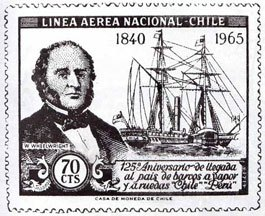 LINEA AEREA NACIONAL-CHILE
1840 1965
W. WHEELWRIGHT
70
CTS
125º Aniversario de llegada
al país de barcos a vapor
y a ruedas "Chile" "Perú"
CASA DE MONEDA DE CHILE